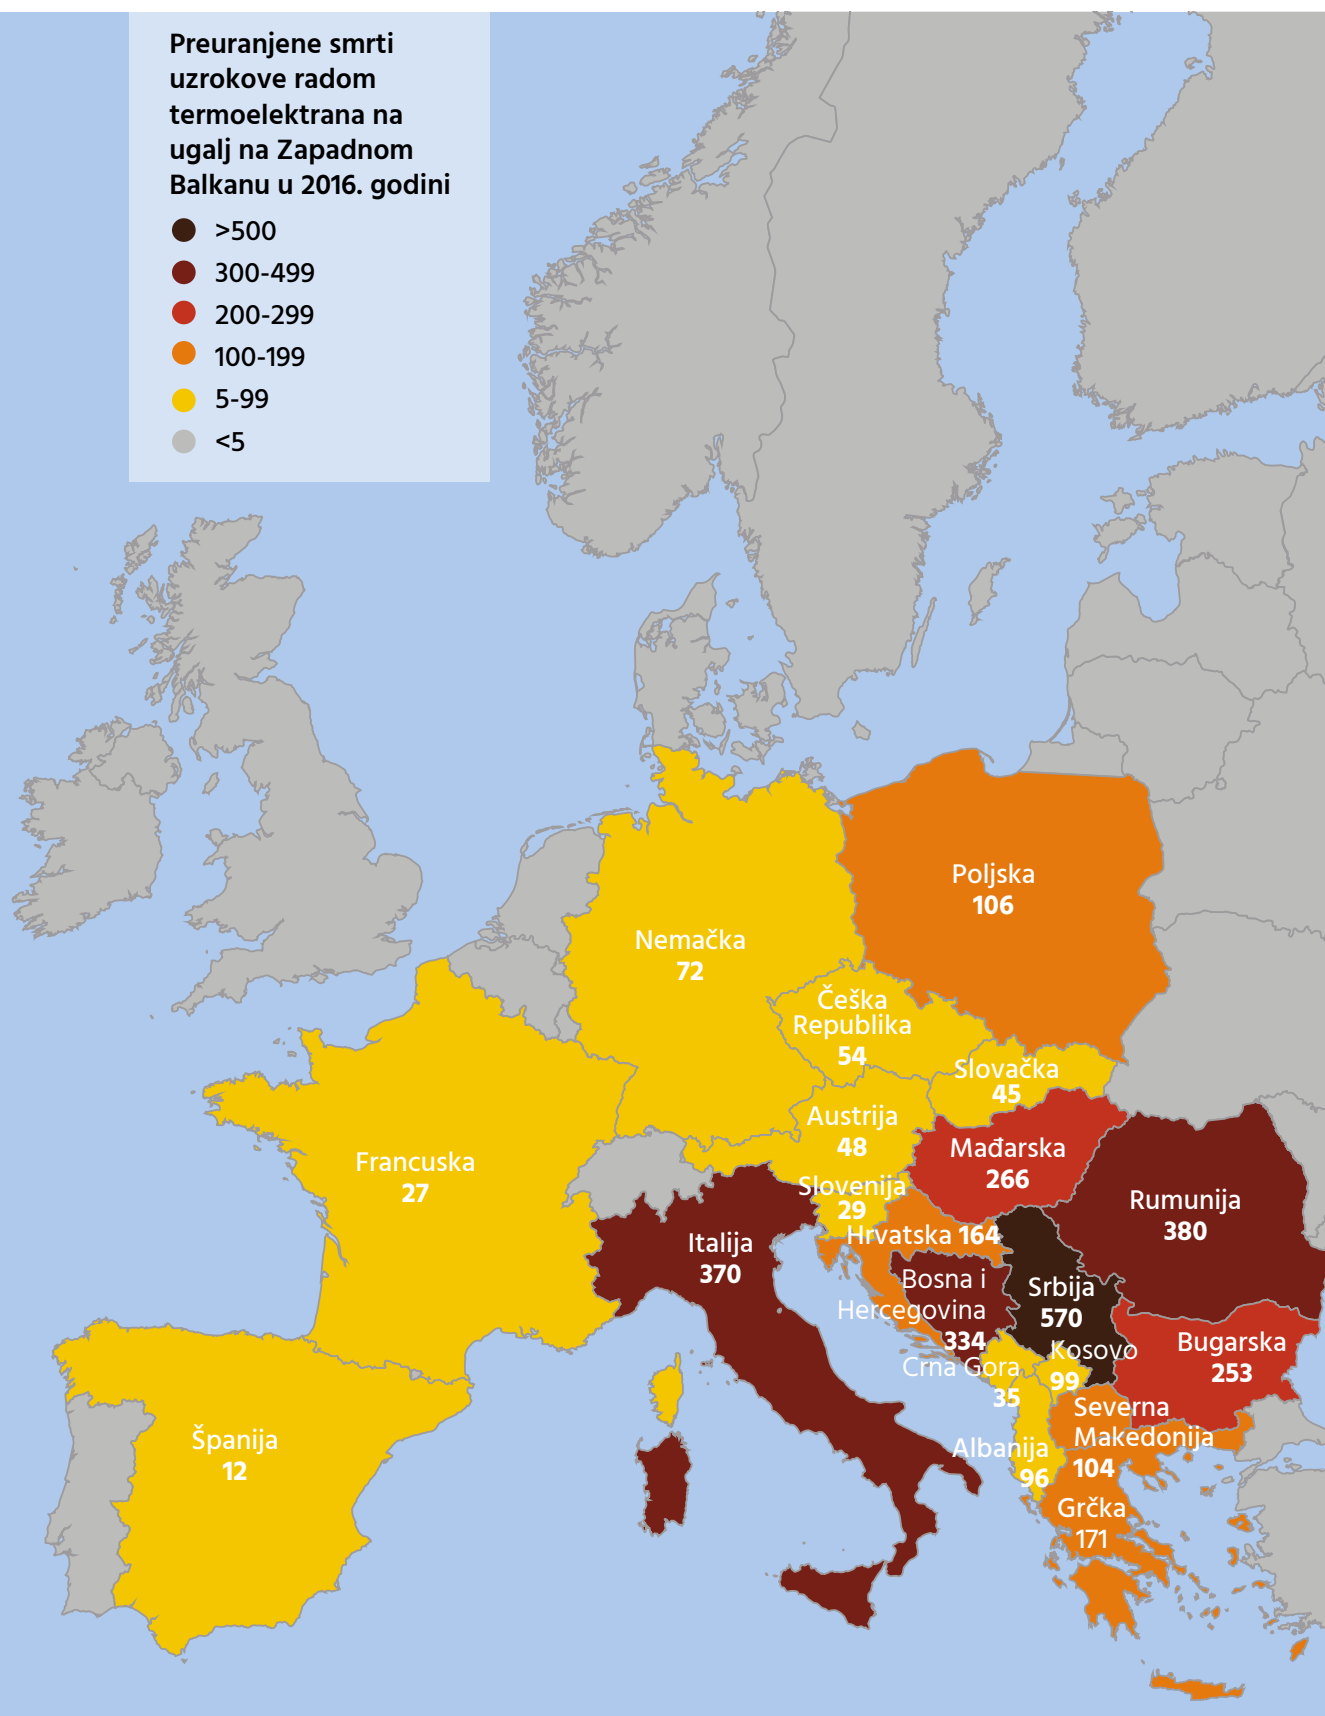 Preuranjene smrti
uzrokove radom
termoelektrana na
ugalj na Zapadnom
Balkanu u 2016. godini
>500
300-499
200-299
100-199
5-99
<5
Poljska
106
Nemačka
72
Češka
Republika
54
Slovačka
45
Austrija
48
Mađarska
266
Francuska
27
Slovenija
29
Rumunija
380
Hrvatska 164
Italija
370
Bosna i
Hercegovina
334
Srbija
570
Bugarska
253
Kosovo
99
Crna Gora
35
Severna
Makedonija
104
Albanija
96
Španija
12
Grčka
171